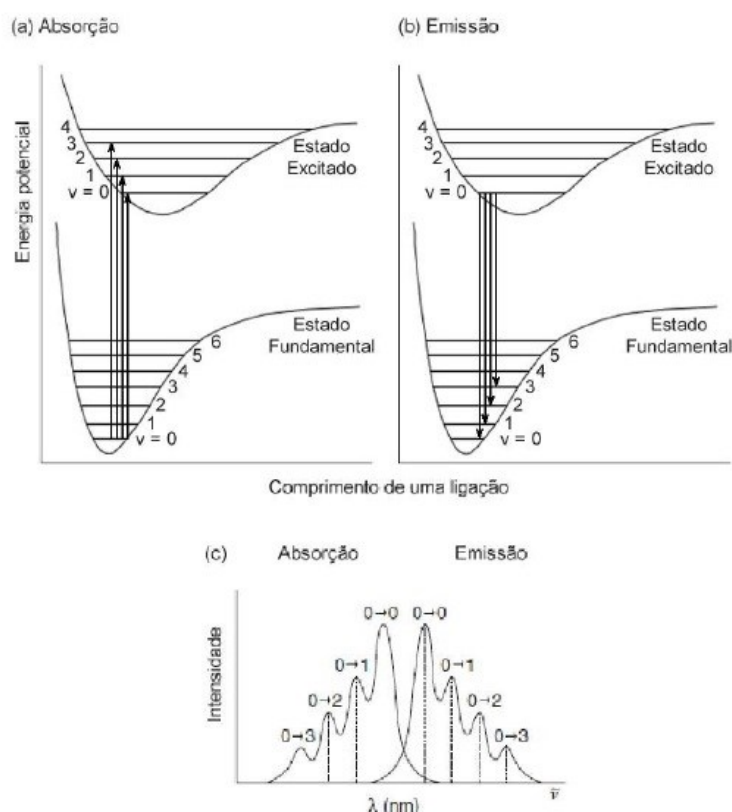 (a) Absorção
(b) Emissão
Energia potencial
4
3
2
1
v = 0
Estado
Excitado
6
5
4
3
2
1
v = 0
Estado
Fundamental
4
3
2
1
v = 0
Estado
Excitado
6
5
4
3
2
1
v = 0
Estado
Fundamental
Comprimento de uma ligação
(c)
Absorção
Emissão
Intensidade
0→0
0→0
0→1
0→1
0→2
0→2
0→3
0→3
λ (nm)
ṽ